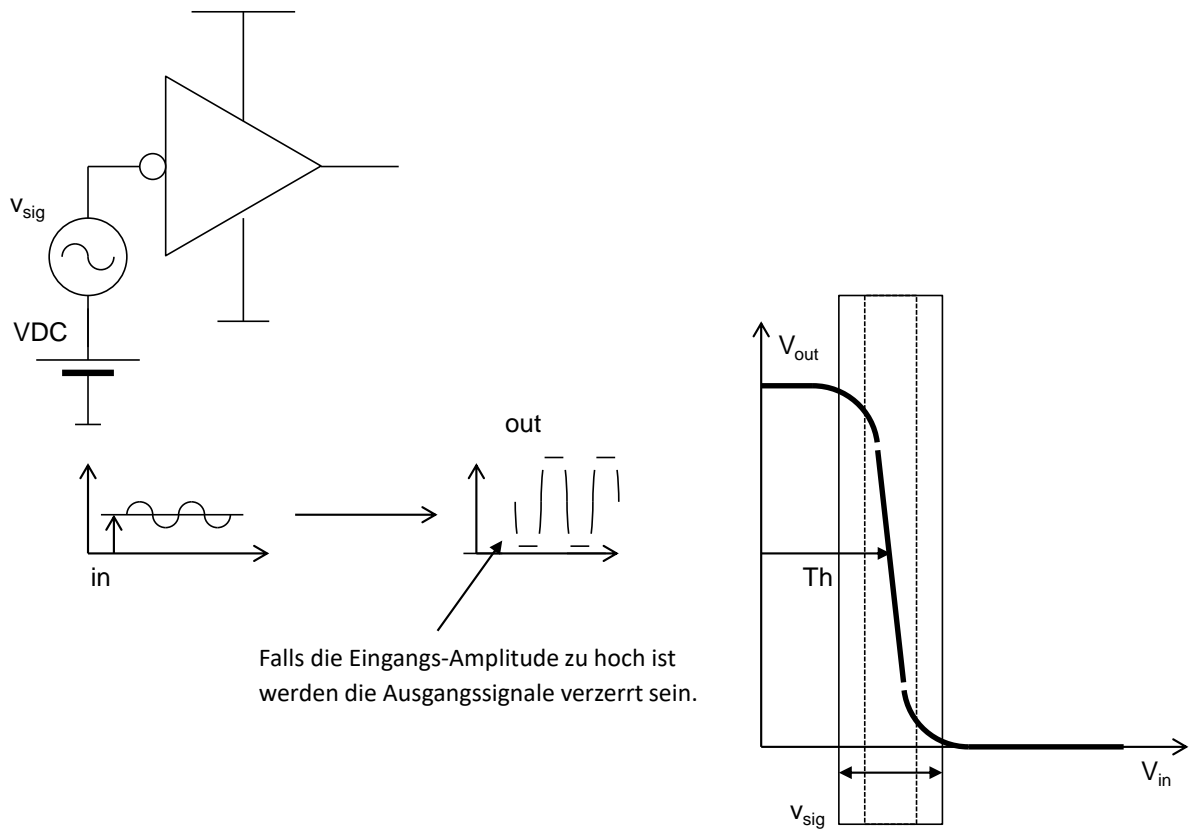 v_sig
VDC
in
out
Falls die Eingangs-Amplitude zu hoch ist
werden die Ausgangssignale verzerrt sein.
V_out
Th
V_in
v_sig